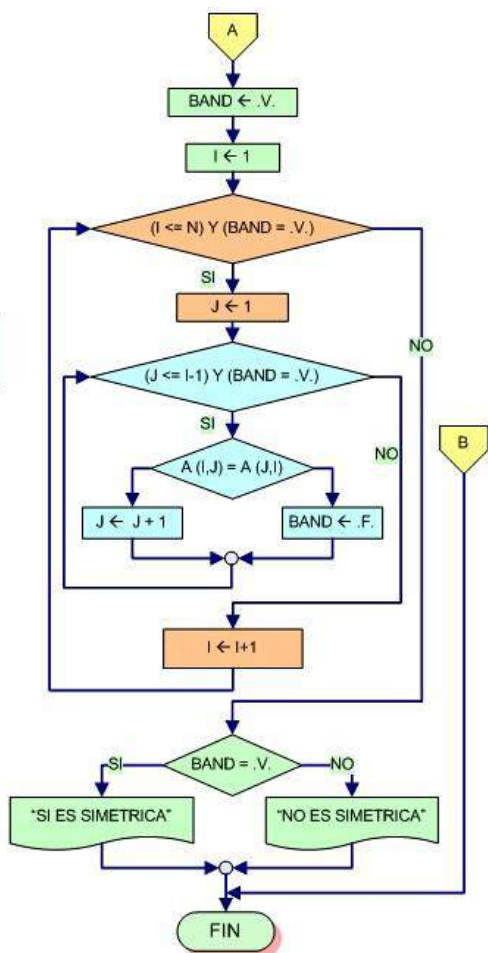 A
BAND ← .V.
I ← 1
(I <= N) Y (BAND = .V.)
SI
J ← 1
NO
(J <= I-1) Y (BAND = .V.)
SI
NO
B
A (I,J) = A (J,I)
J ← J + 1
BAND ← .F.
I ← I+1
SI
BAND = .V.
NO
“SI ES SIMETRICA”
“NO ES SIMETRICA”
FIN